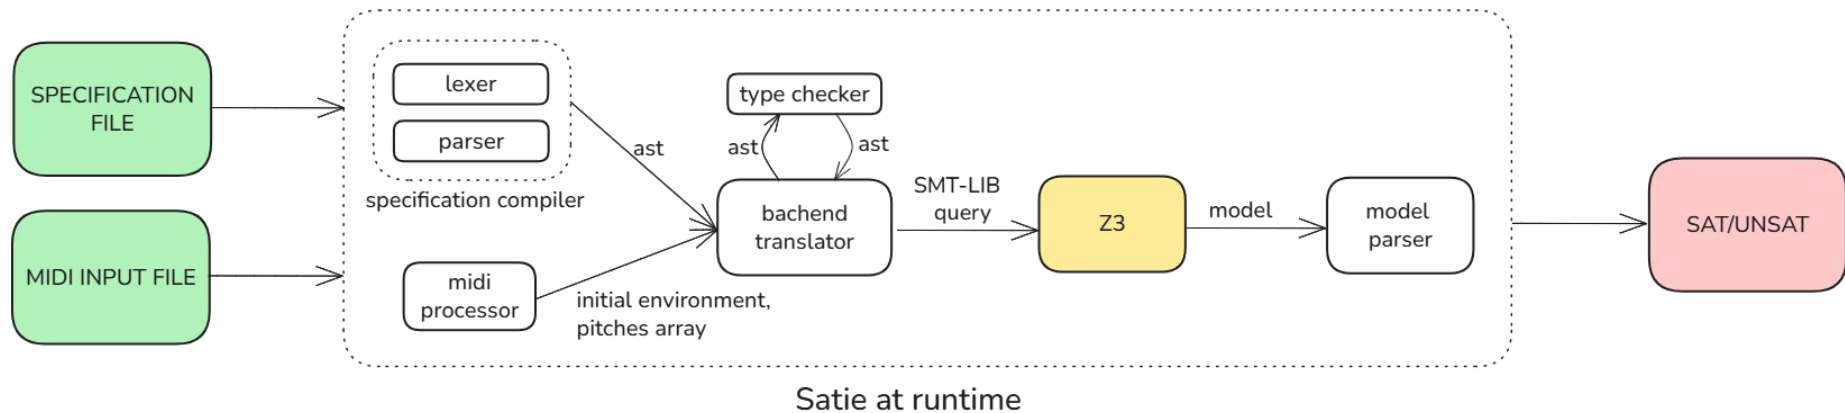 SPECIFICATION
FILE
MIDI INPUT FILE
lexer
parser
specification compiler
midi
processor
ast
initial environment,
pitches array
type checker
ast
ast
bachend
translator
SMT-LIB
query
Z3
model
model
parser
SAT/UNSAT
Satie at runtime